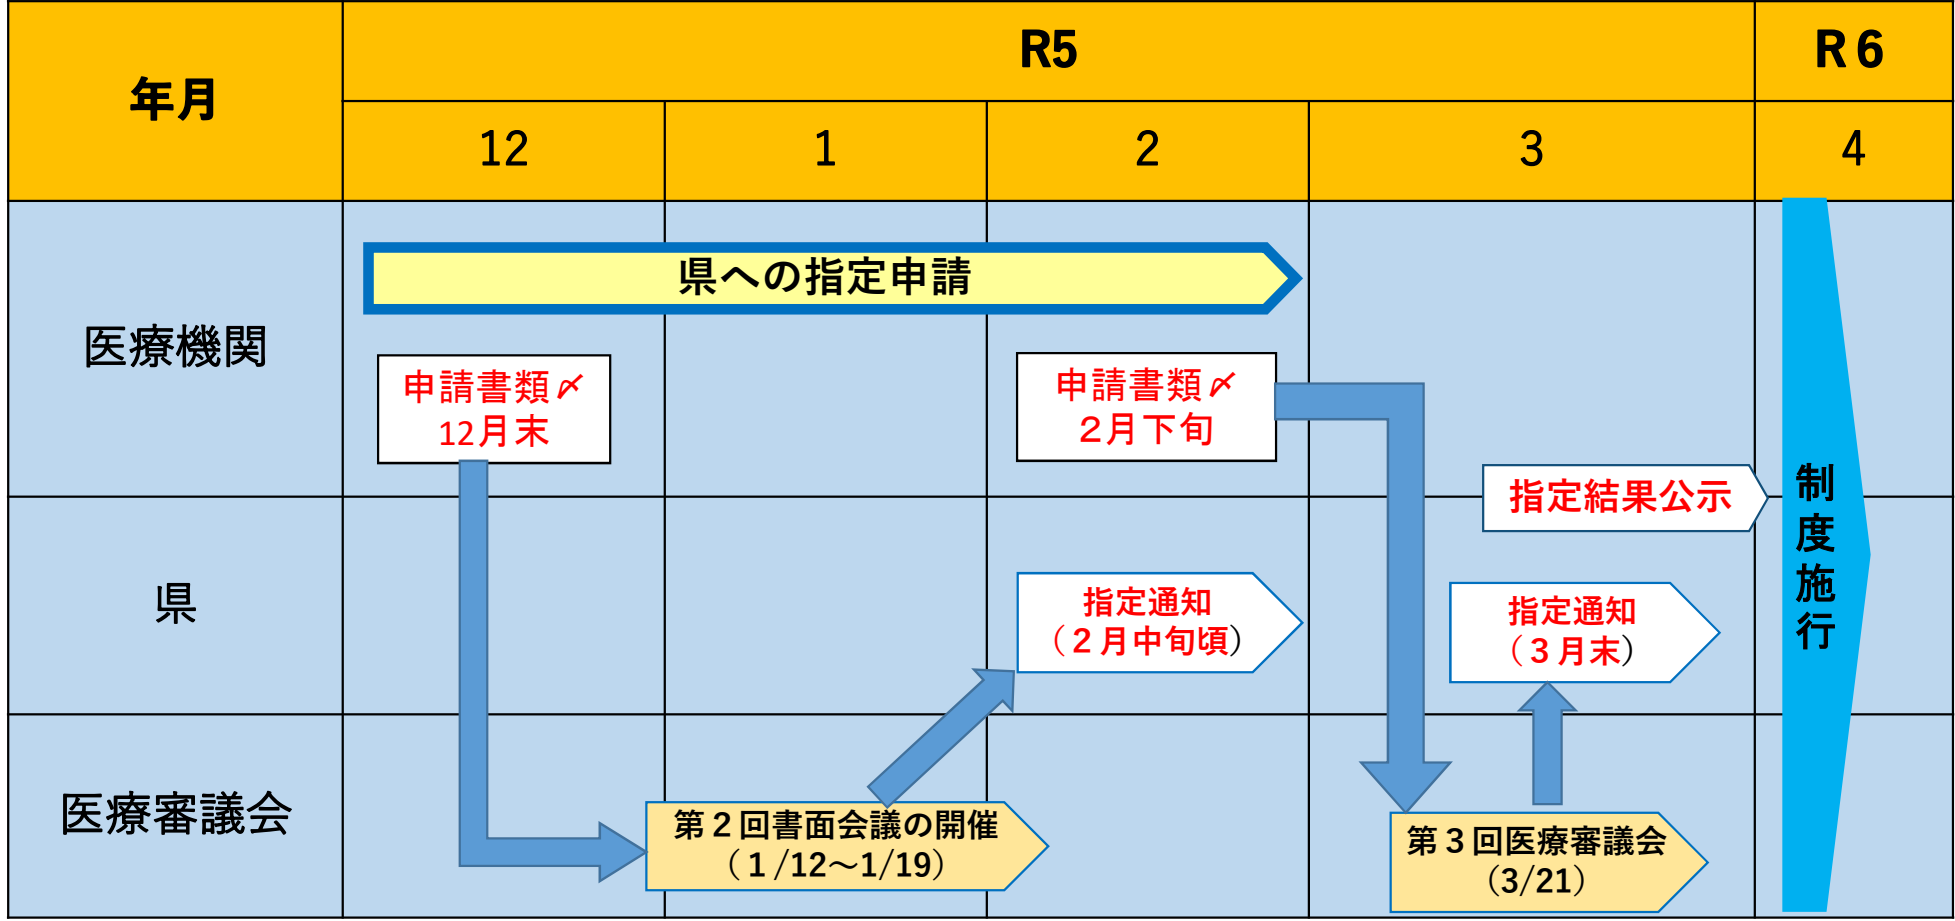 年月
R5
R 6
12
1
2
3
4
医療機関
県への指定申請
申請書類〆
12月末
申請書類〆
２月下旬
指定結果公示
制度施行
県
指定通知
（２月中旬頃）
指定通知
（３月末）
医療審議会
第２回書面会議の開催
（１/12～1/19）
第３回医療審議会
（3/21）